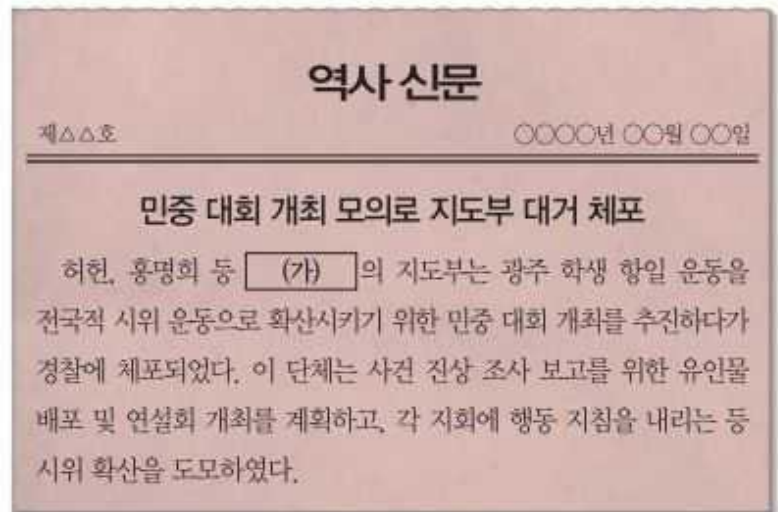 역사 신문
제△△호 ○○○○년 ○○월 ○○일
민중 대회 개최 모의로 지도부 대거 체포
허헌, 홍명희 등 (가) 의 지도부는 광주 학생 항일 운동을
전국적 시위 운동으로 확산시키기 위한 민중 대회 개최를 추진하다가
경찰에 체포되었다. 이 단체는 사건 진상 조사 보고를 위한 유인물
배포 및 연설회 개최를 계획하고, 각 지회에 행동 지침을 내리는 등
시위 확산을 도모하였다.